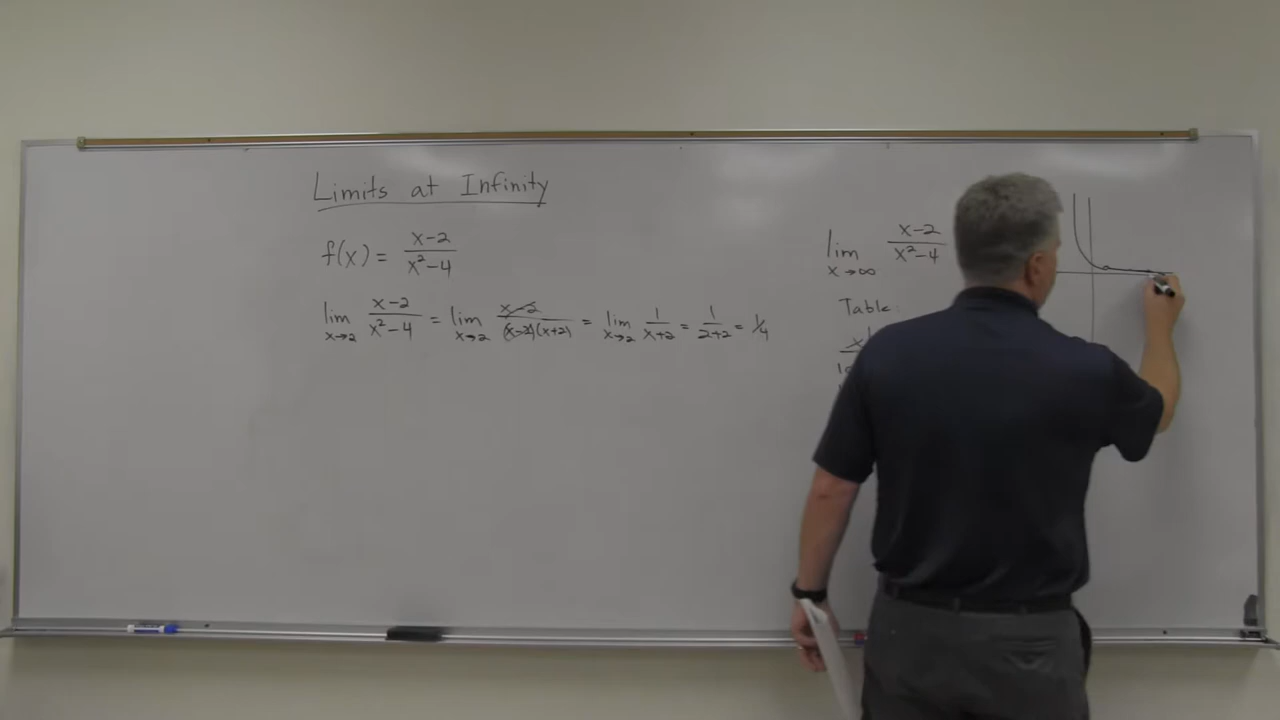 Limits at Infinity
f(x) = (x-2)/(x²-4)
lim x→2 (x-2)/(x²-4) = lim x→2 (x-2)/((x-2)(x+2)) = lim x→2 1/(x+2) = 1/(2+2) = 1/4
lim x→∞ (x-2)/(x²-4)
Table:
x